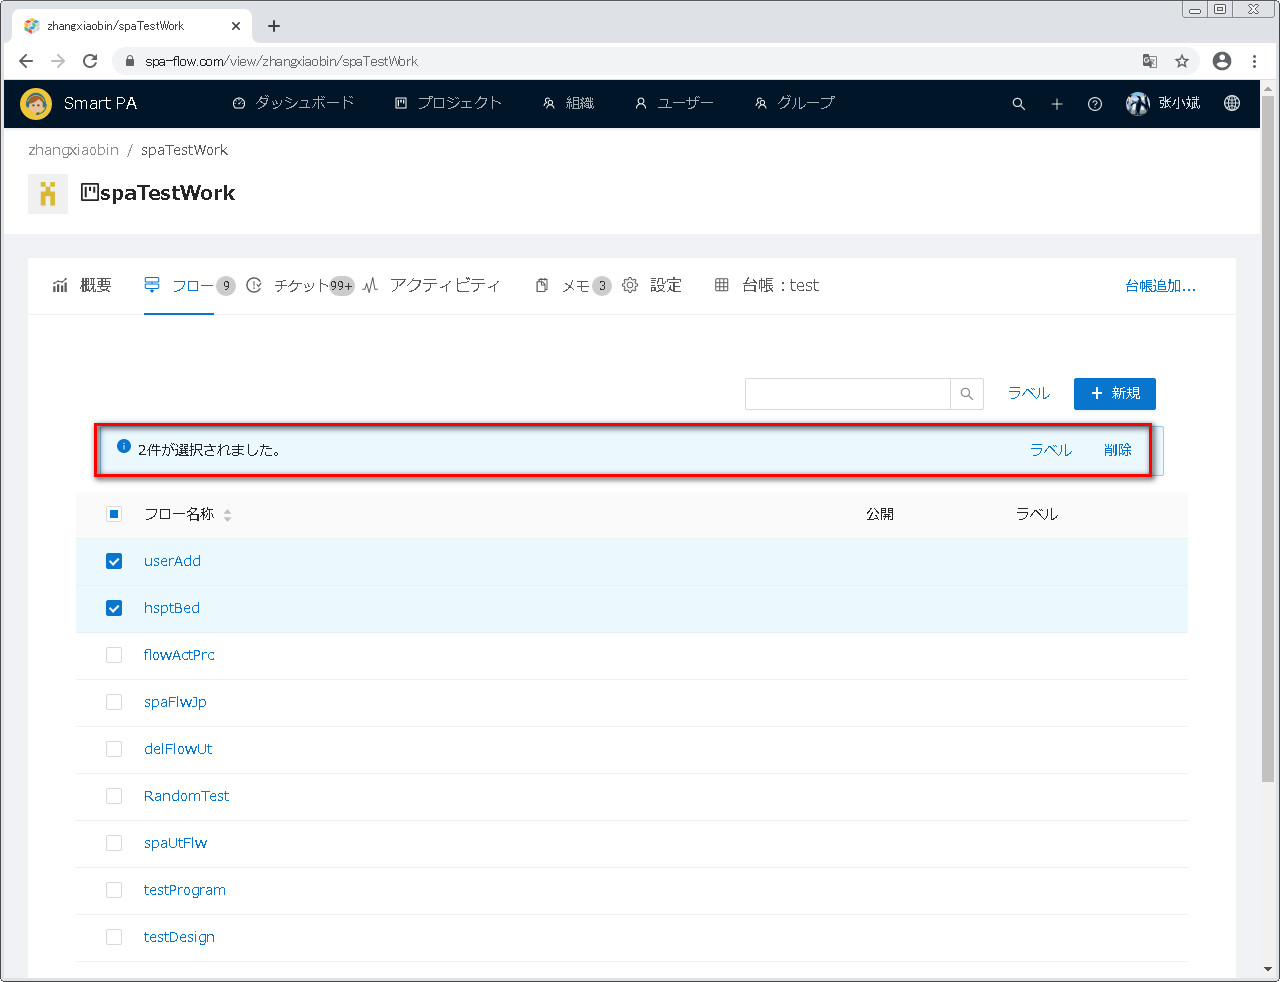 zhangxiaobin/spaTestWork
spa-flow.com/view/zhangxiaobin/spaTestWork
Smart PA ダッシュボード プロジェクト 組織 ユーザー グループ 张小斌
zhangxiaobin / spaTestWork
spaTestWork
概要 フロー 9 チケット 99+ アクティビティ メモ 3 設定 台帳：test 台帳追加...
ラベル + 新規
2件が選択されました。 ラベル 削除
フロー名称 公開 ラベル
userAdd
hsptBed
flowActPrc
spaFlwJp
delFlowUt
RandomTest
spaUtFlw
testProgram
testDesign